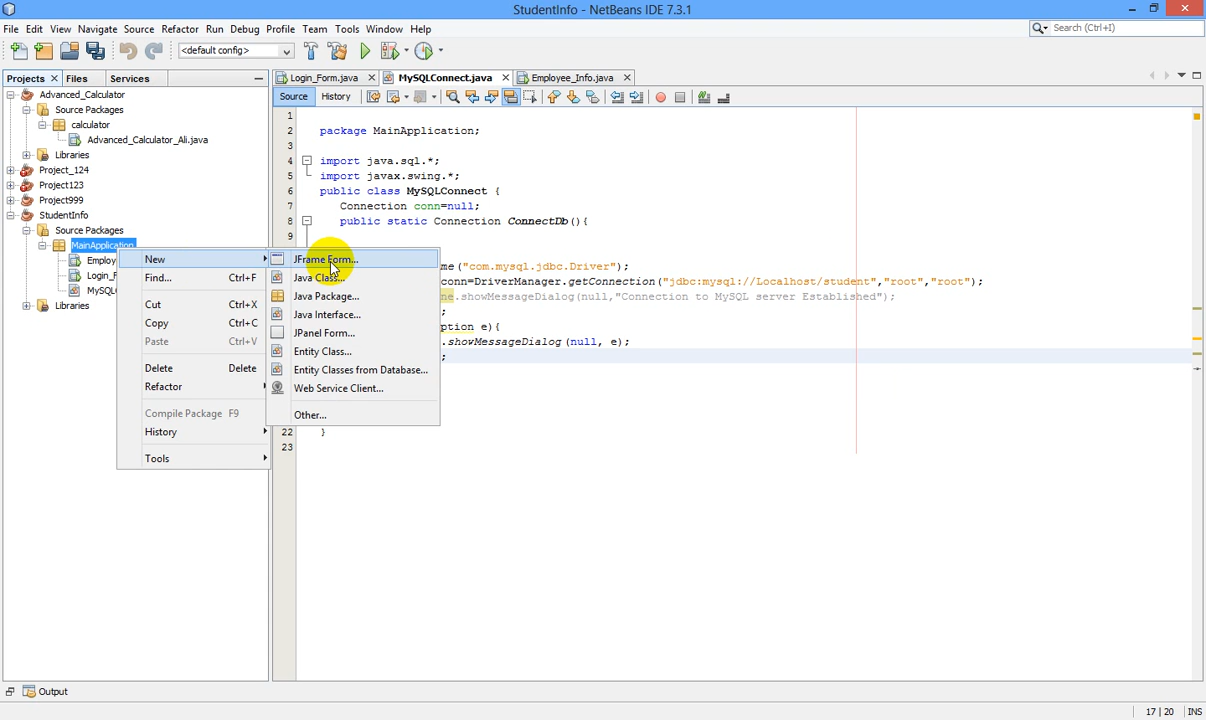 StudentInfo - NetBeans IDE 7.3.1
File Edit View Navigate Source Refactor Run Debug Profile Team Tools Window Help
Search (Ctrl+I)
<default config>
Projects Files Services
Login_Form.java MySQLConnect.java Employee_Info.java
Source History
Advanced_Calculator
Source Packages
calculator
Advanced_Calculator_Ali.java
Libraries
Project_124
Project123
Project999
StudentInfo
Source Packages
MainApplication
Employ
Login_F
MySQL
Libraries
New
Find... Ctrl+F
Cut Ctrl+X
Copy Ctrl+C
Paste Ctrl+V
Delete Delete
Refactor
Compile Package F9
History
Tools
JFrame Form...
Java Class...
Java Package...
Java Interface...
JPanel Form...
Entity Class...
Entity Classes from Database...
Web Service Client...
Other...
1
2 package MainApplication;
3
4 import java.sql.*;
5 import javax.swing.*;
6 public class MySQLConnect {
7 Connection conn=null;
8 public static Connection ConnectDb(){
9
me("com.mysql.jdbc.Driver");
conn=DriverManager.getConnection("jdbc:mysql://Localhost/student","root","root");
ne.showMessageDialog(null,"Connection to MySQL server Established");
;
ption e){
.showMessageDialog(null, e);
;
22 }
23
Output
17 | 20 INS